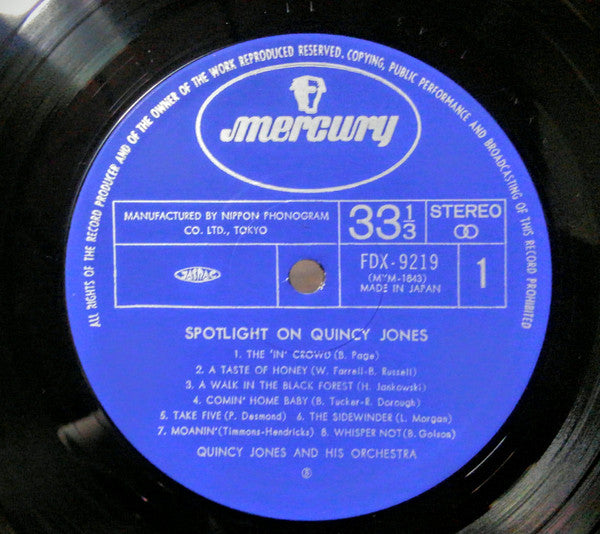 ALL RIGHTS OF THE RECORD PRODUCER AND OF THE OWNER OF THE WORK REPRODUCED RESERVED. COPYING, PUBLIC PERFORMANCE AND BROADCASTING OF THIS RECORD PROHIBITED
mercury
MANUFACTURED BY NIPPON PHONOGRAM
CO. LTD., TOKYO
33 1/3
STEREO
JASRAC
FDX-9219
(MYM-1843)
MADE IN JAPAN
1
SPOTLIGHT ON QUINCY JONES
1. THE 'IN' CROWD (B. Page)
2. A TASTE OF HONEY (W. Farrell-B. Russell)
3. A WALK IN THE BLACK FOREST (H. Jankowski)
4. COMIN' HOME BABY (B. Tucker-R. Dorough)
5. TAKE FIVE (P. Desmond) 6. THE SIDEWINDER (L. Morgan)
7. MOANIN' (Timmons-Hendricks) 8. WHISPER NOT (B. Golson)
QUINCY JONES AND HIS ORCHESTRA